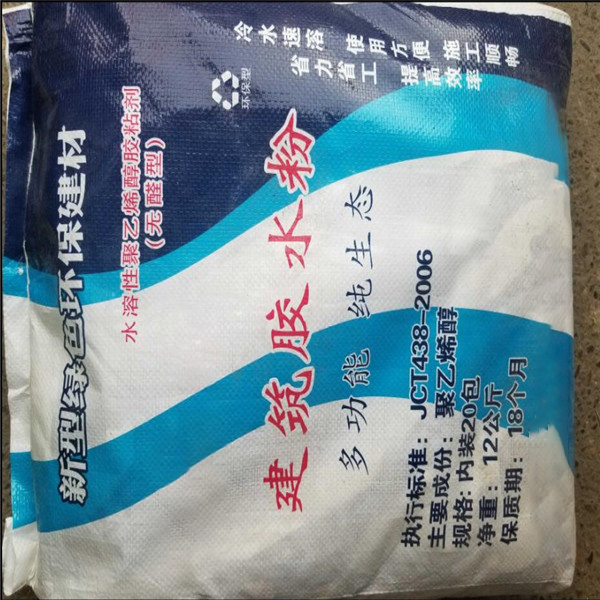 新型绿色环保建材
水溶性聚乙烯醇胶粘剂
(无醛型)
环保型
冷水速溶 使用方便 施工顺畅
省力省工 提高效率
建筑胶水粉
多功能 纯生态
执行标准：JCT438-2006
主要成份：聚乙烯醇
规格：内装20包
净重：12公斤
保质期：18个月